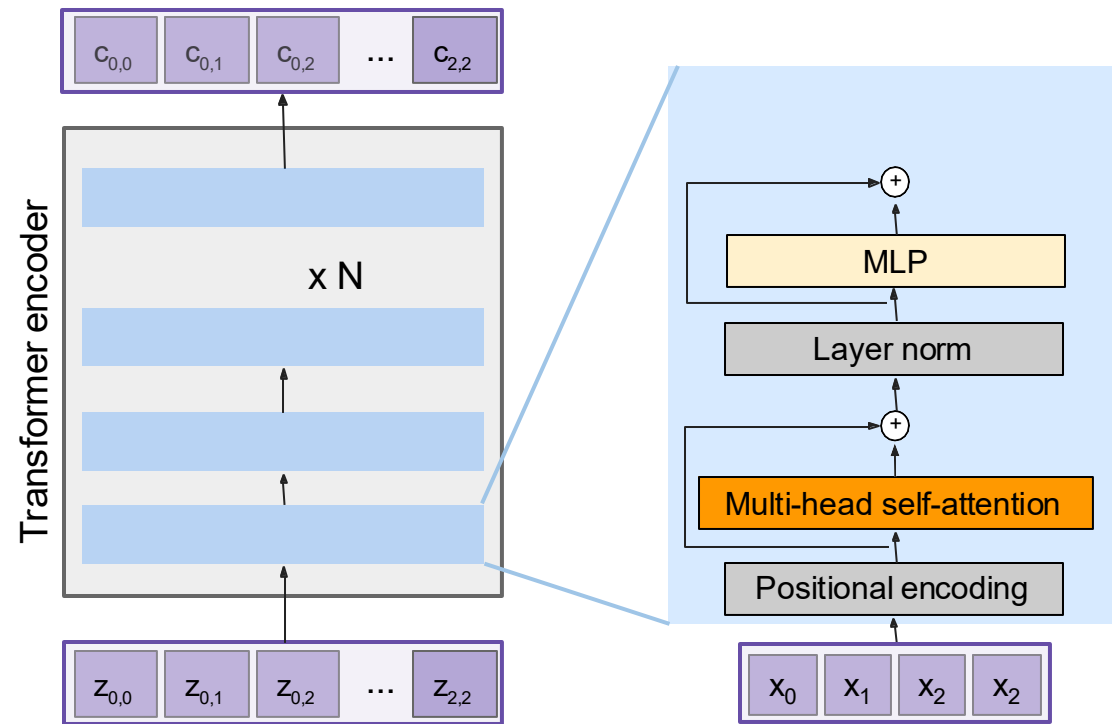 c0,0 c0,1 c0,2 ... c2,2
Transformer encoder
x N
z0,0 z0,1 z0,2 ... z2,2
+
MLP
Layer norm
+
Multi-head self-attention
Positional encoding
x0 x1 x2 x2